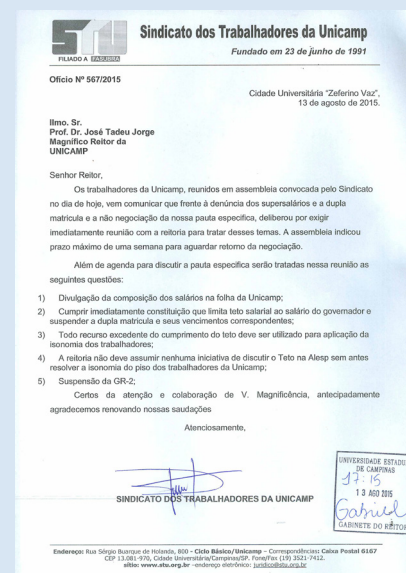 STU
FILIADO A FASUBRA
Sindicato dos Trabalhadores da Unicamp
Fundado em 23 de junho de 1991
Ofício Nº 567/2015
Cidade Universitária "Zeferino Vaz",
13 de agosto de 2015.
Ilmo. Sr.
Prof. Dr. José Tadeu Jorge
Magnífico Reitor da
UNICAMP
Senhor Reitor,
Os trabalhadores da Unicamp, reunidos em assembleia convocada pelo Sindicato
no dia de hoje, vem comunicar que frente à denúncia dos supersalários e a dupla
matricula e a não negociação da nossa pauta especifica, deliberou por exigir
imediatamente reunião com a reitoria para tratar desses temas. A assembleia indicou
prazo máximo de uma semana para aguardar retorno da negociação.
Além de agenda para discutir a pauta especifica serão tratadas nessa reunião as
seguintes questões:
1) Divulgação da composição dos salários na folha da Unicamp;
2) Cumprir imediatamente constituição que limita teto salarial ao salário do governador e
suspender a dupla matricula e seus vencimentos correspondentes;
3) Todo recurso excedente do cumprimento do teto deve ser utilizado para aplicação da
isonomia dos trabalhadores;
4) A reitoria não deve assumir nenhuma iniciativa de discutir o Teto na Alesp sem antes
resolver a isonomia do piso dos trabalhadores da Unicamp;
5) Suspensão da GR-2;
Certos da atenção e colaboração de V. Magnificência, antecipadamente
agradecemos renovando nossas saudações
Atenciosamente,
SINDICATO DOS TRABALHADORES DA UNICAMP
UNIVERSIDADE ESTADU
DE CAMPINAS
17:15
13 AGO 2015
Gabriel
GABINETE DO REITOR
Endereço: Rua Sérgio Buarque de Holanda, 800 - Ciclo Básico/Unicamp – Correspondências: Caixa Postal 6167
CEP 13.081-970, Cidade Universitária/Campinas/SP. Fone/Fax (19) 3521-7412.
sítio: www.stu.org.br –endereço eletrônico: juridico@stu.org.br